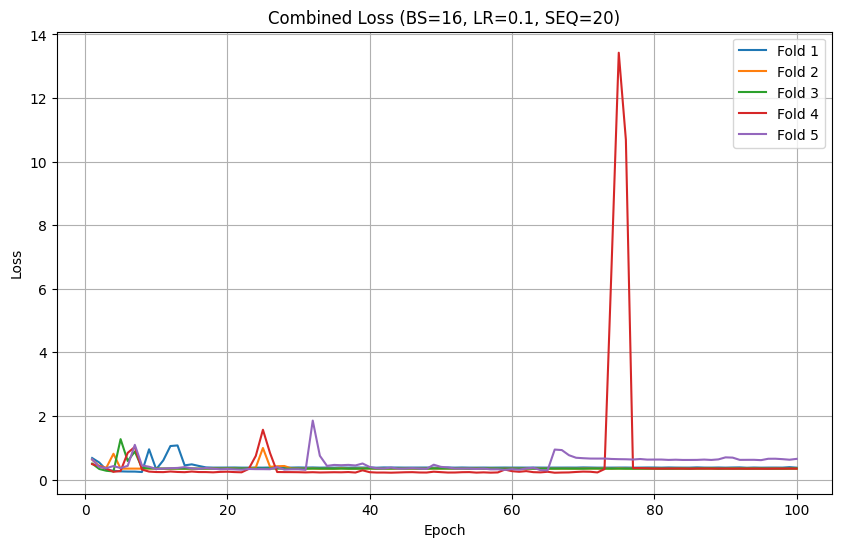 Combined Loss (BS=16, LR=0.1, SEQ=20)
14
12
10
8
6
4
2
0
Loss
0 20 40 60 80 100
Epoch
Fold 1
Fold 2
Fold 3
Fold 4
Fold 5